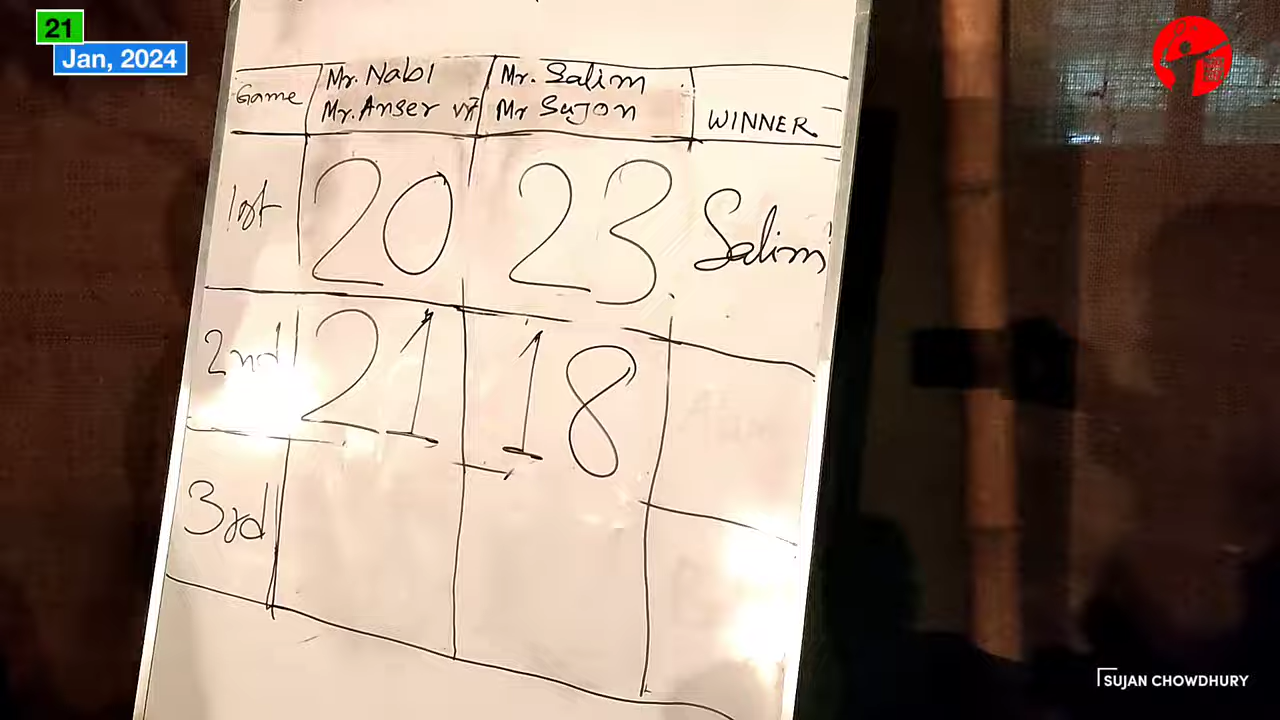 21
Jan, 2024
Game
Mr. Nabi
Mr. Anser
Mr. Salim
Mr Sujon
WINNER
1st
20
23
Salim
2nd
21
18
3rd
SUJAN CHOWDHURY